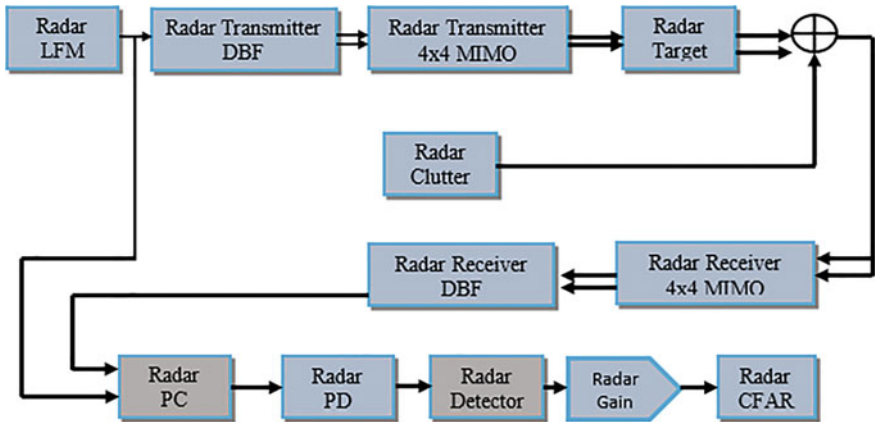 Radar
LFM
Radar Transmitter
DBF
Radar Transmitter
4x4 MIMO
Radar
Target
Radar
Clutter
Radar Receiver
DBF
Radar Receiver
4x4 MIMO
Radar
PC
Radar
PD
Radar
Detector
Radar
Gain
Radar
CFAR